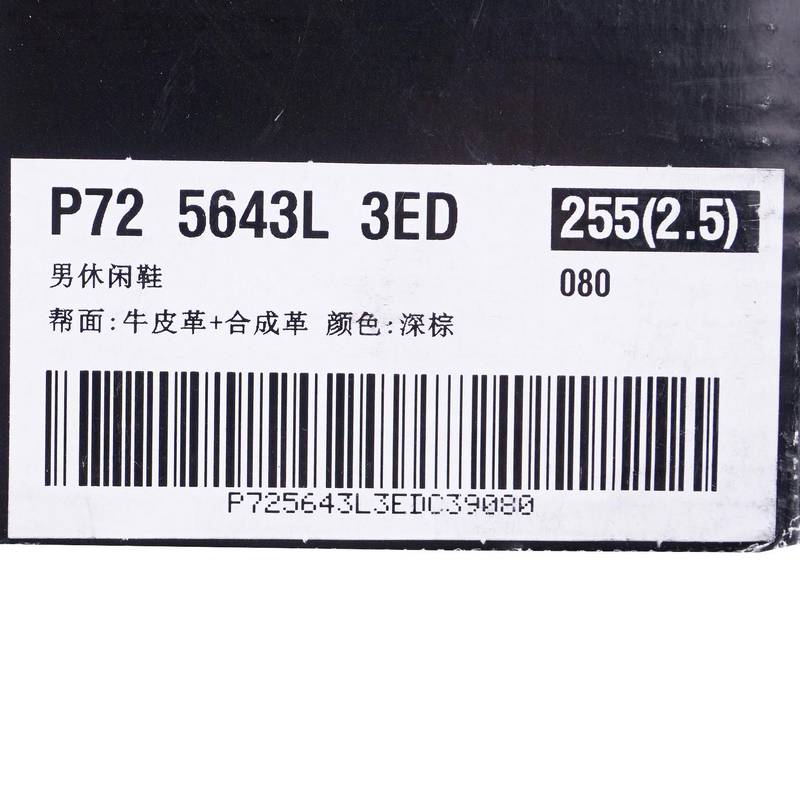 P72 5643L 3ED 255(2.5)
男休闲鞋 080
帮面:牛皮革+合成革 颜色:深棕
P725643L3EDC39080